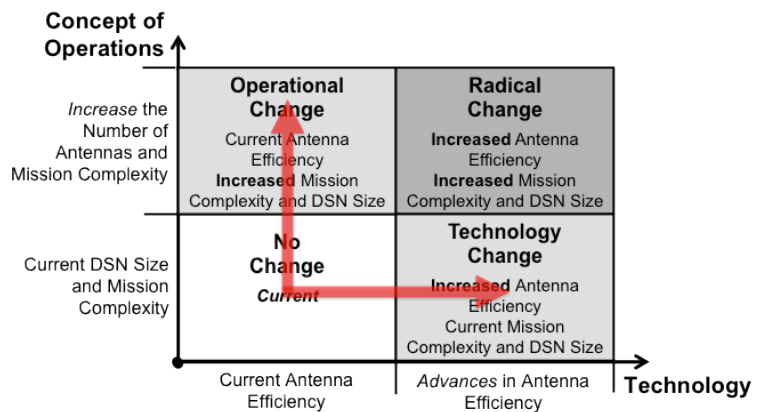 Concept of
Operations
Increase the
Number of
Antennas and
Mission Complexity
Operational
Change
Current Antenna
Efficiency
Increased Mission
Complexity and DSN Size
Radical
Change
Increased Antenna
Efficiency
Increased Mission
Complexity and DSN Size
Current DSN Size
and Mission
Complexity
No
Change
Current
Technology
Change
Increased Antenna
Efficiency
Current Mission
Complexity and DSN Size
Current Antenna
Efficiency
Advances in Antenna
Efficiency
Technology